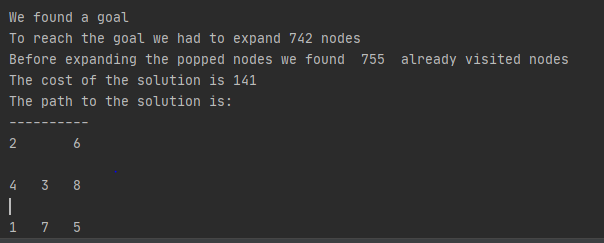 We found a goal
To reach the goal we had to expand 742 nodes
Before expanding the popped nodes we found  755  already visited nodes
The cost of the solution is 141
The path to the solution is:
----------
2       6
4   3   8
1   7   5